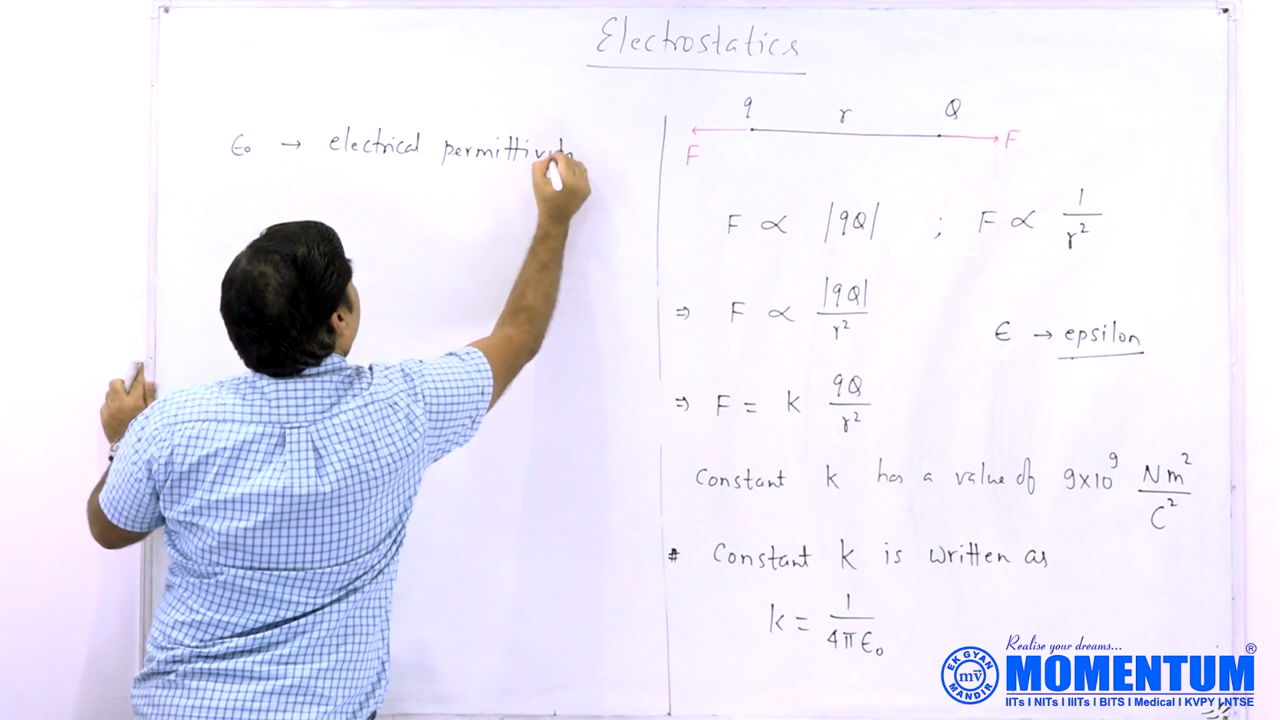 Electrostatics
ϵ₀ → electrical permittivity
q r Q
F F
F ∝ |qQ| ; F ∝ 1/r²
⇒ F ∝ |qQ|/r²
ϵ → epsilon
⇒ F = k qQ/r²
Constant k has a value of 9×10⁹ Nm²/C²
# Constant k is written as
k = 1/4πϵ₀
Realise your dreams...
EK GYAN MANDIR
mv
MOMENTUM®
IITs I NITs I IIITs I BITS I Medical I KVPY I NTSE